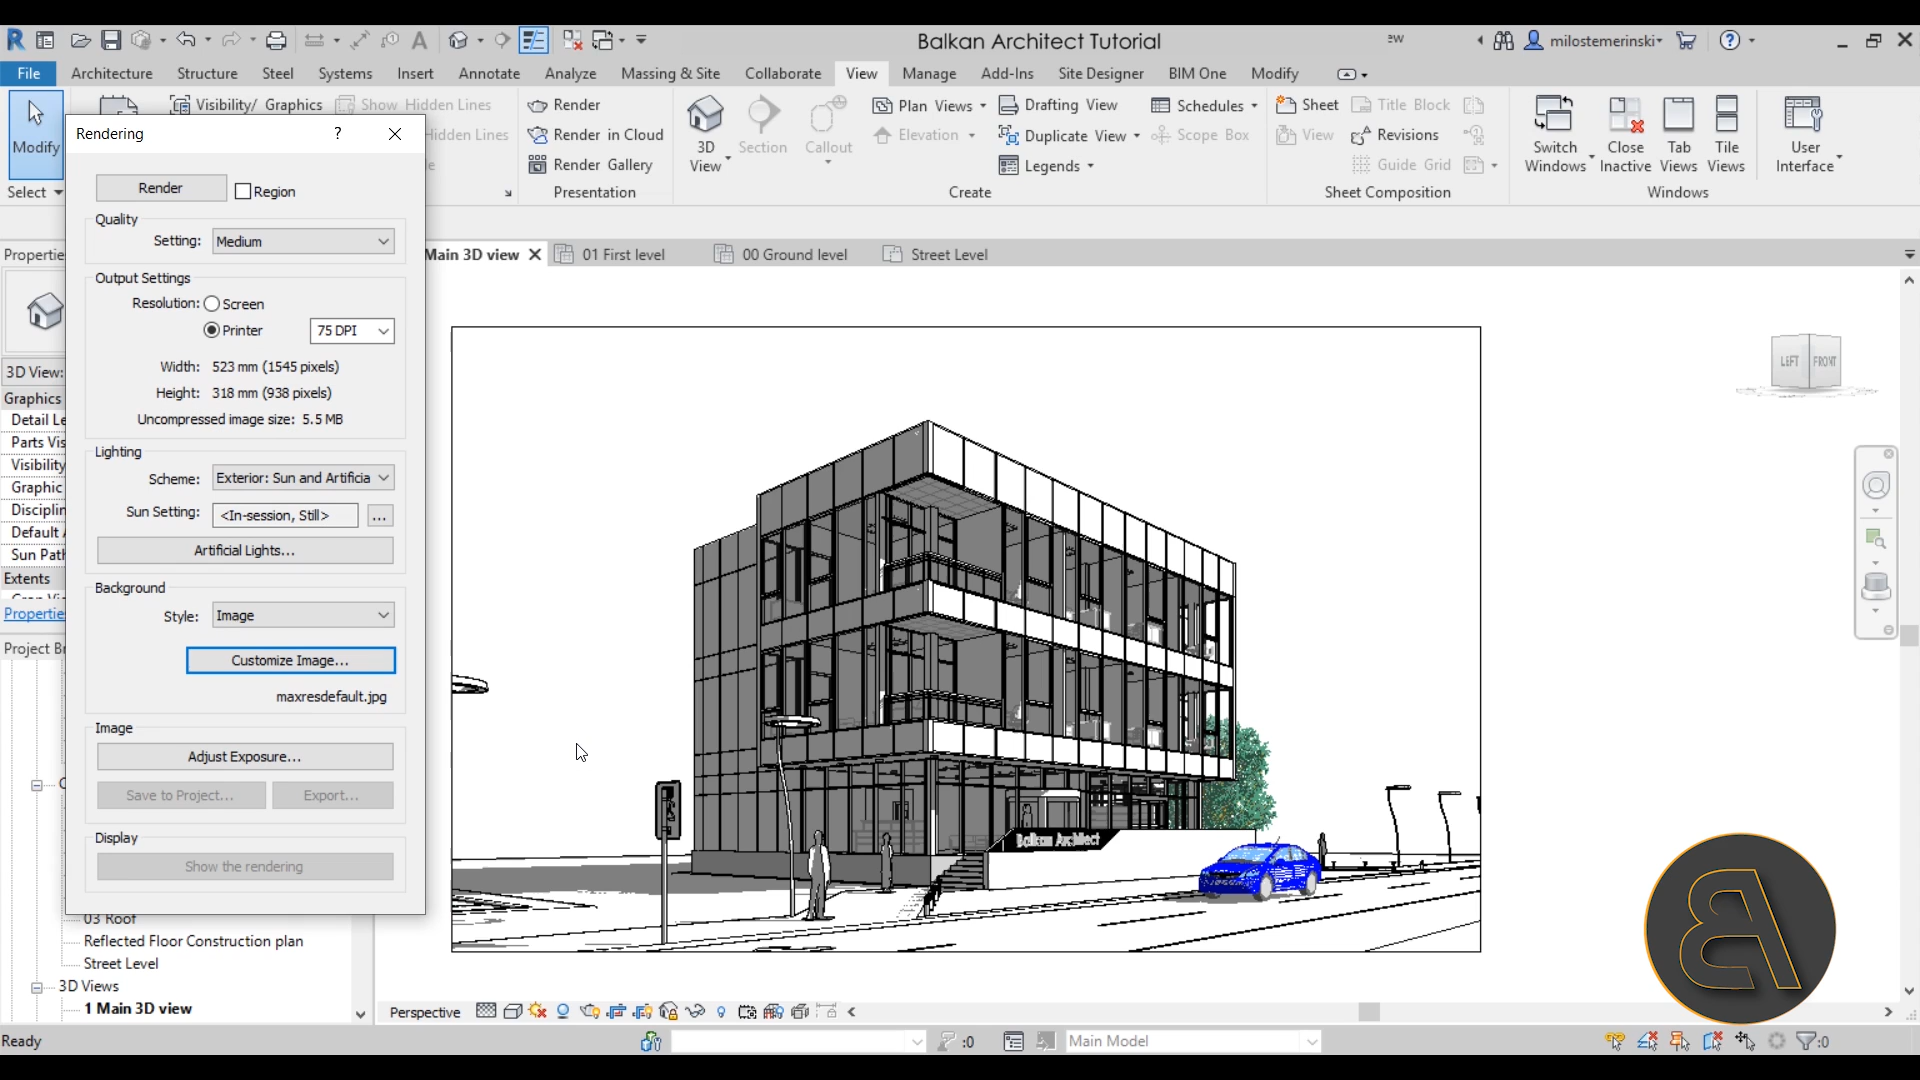 Balkan Architect Tutorial
milostemerinski
File Architecture Structure Steel Systems Insert Annotate Analyze Massing & Site Collaborate View Manage Add-Ins Site Designer BIM One Modify
Modify
Select
Visibility/ Graphics
Show Hidden Lines
Hidden Lines
Render
Render in Cloud
Render Gallery
Presentation
3D View
Section
Callout
Plan Views
Elevation
Drafting View
Duplicate View
Legends
Schedules
Scope Box
Create
Sheet
View
Title Block
Revisions
Guide Grid
Sheet Composition
Switch Windows
Close Inactive
Tab Views
Tile Views
Windows
User Interface
Rendering ?
Render
Region
Quality
Setting: Medium
Output Settings
Resolution: Screen
Printer 75 DPI
Width: 523 mm (1545 pixels)
Height: 318 mm (938 pixels)
Uncompressed image size: 5.5 MB
Lighting
Scheme: Exterior: Sun and Artificia
Sun Setting: <In-session, Still> ...
Artificial Lights...
Background
Style: Image
Customize Image...
maxresdefault.jpg
Image
Adjust Exposure...
Save to Project... Export...
Display
Show the rendering
Propertie
3D View:
Graphics
Detail Le
Parts Vis
Visibility
Graphic
Disciplin
Default A
Sun Path
Extents
Propertie
Project Br
03 Roof
Reflected Floor Construction plan
Street Level
3D Views
1 Main 3D view
Main 3D view
01 First level
00 Ground level
Street Level
LEFT FRONT
Balkan Architect
Perspective
Ready
:0
Main Model
:0